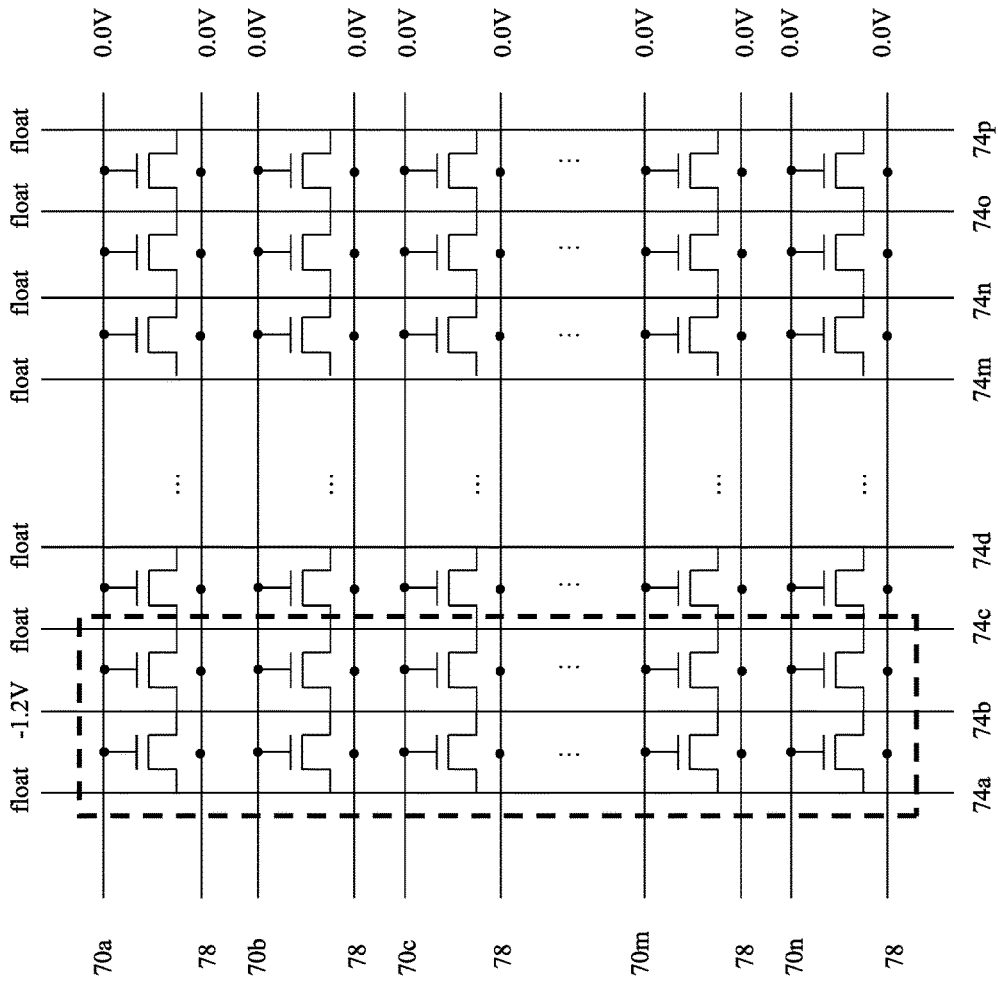 float -1.2V float float float float float float
70a 0.0V
78 0.0V
70b 0.0V
78 0.0V
70c 0.0V
78 0.0V
70m 0.0V
78 0.0V
70n 0.0V
78 0.0V
74a 74b 74c 74d 74m 74n 74o 74p